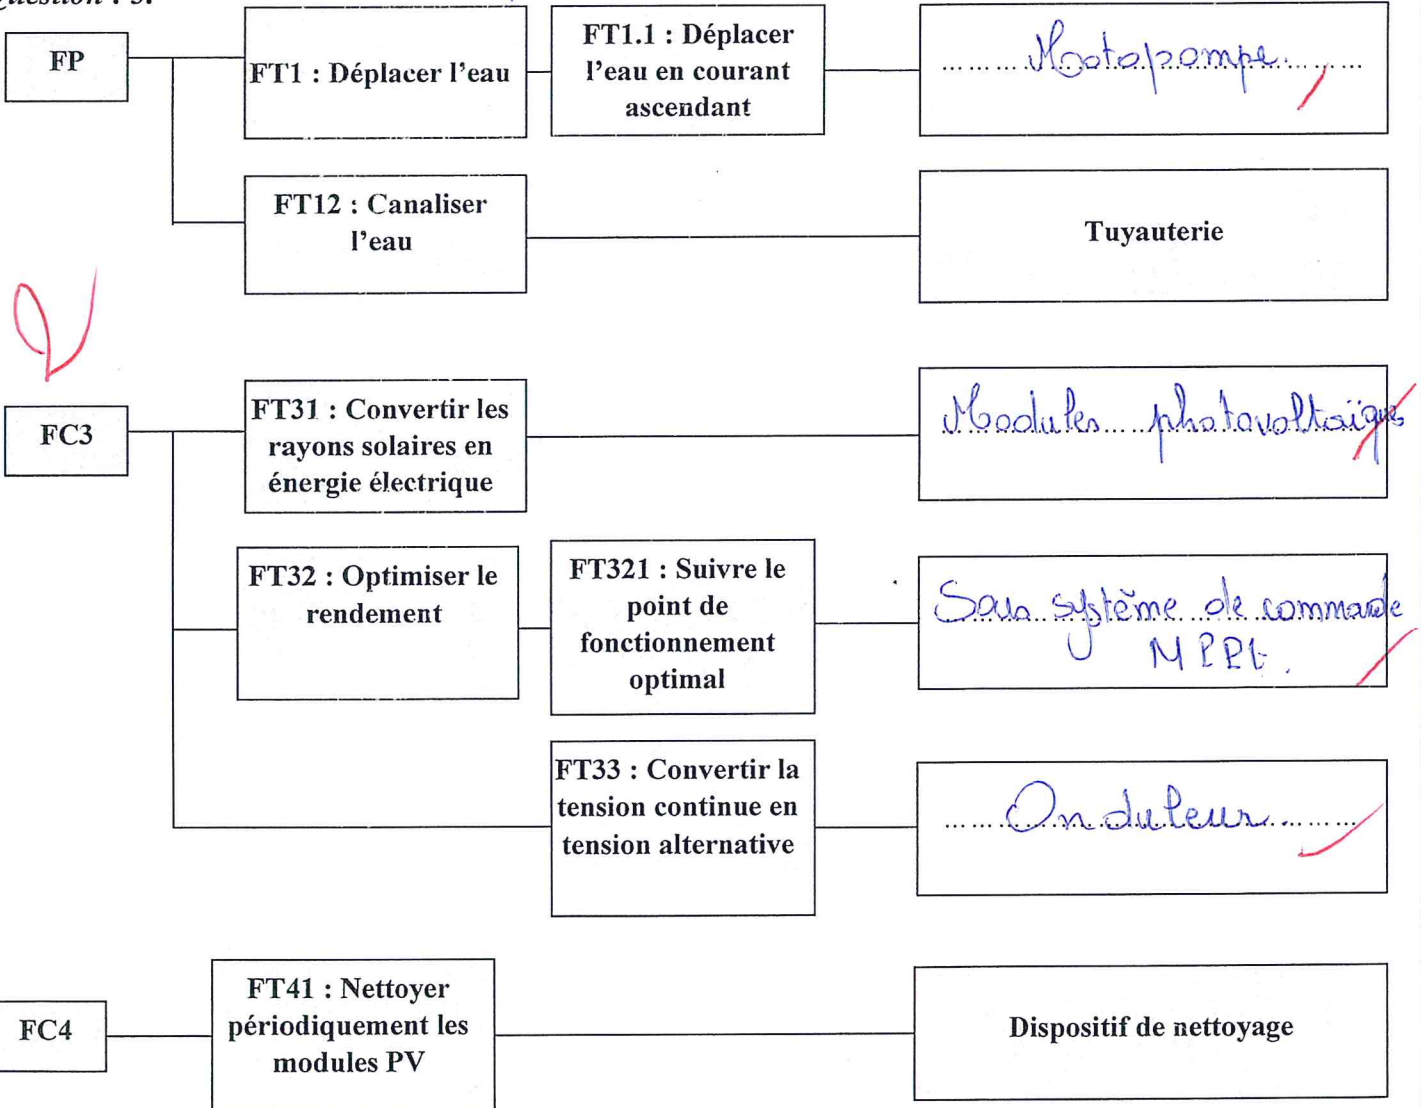 Question : 3.
FP
FT1 : Déplacer l'eau
FT1.1 : Déplacer
l'eau en courant
ascendant
Motopompe.
FT12 : Canaliser
l'eau
Tuyauterie
FC3
FT31 : Convertir les
rayons solaires en
énergie électrique
Modules photovoltaïques
FT32 : Optimiser le
rendement
FT321 : Suivre le
point de
fonctionnement
optimal
Sous système de commande
MPPt.
FT33 : Convertir la
tension continue en
tension alternative
Onduleur
FC4
FT41 : Nettoyer
périodiquement les
modules PV
Dispositif de nettoyage